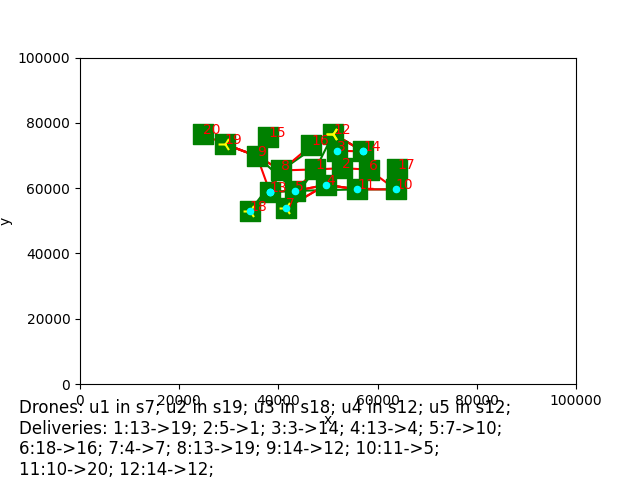 100000
80000
60000
40000
20000
0
y
20 19 15 12 16 14 9 8 1 2 6 17 13 5 4 11 10 18 7
0 20000 40000 60000 80000 100000
x
Drones: u1 in s7; u2 in s19; u3 in s18; u4 in s12; u5 in s12;
Deliveries: 1:13->19; 2:5->1; 3:3->14; 4:13->4; 5:7->10;
6:18->16; 7:4->7; 8:13->19; 9:14->12; 10:11->5;
11:10->20; 12:14->12;